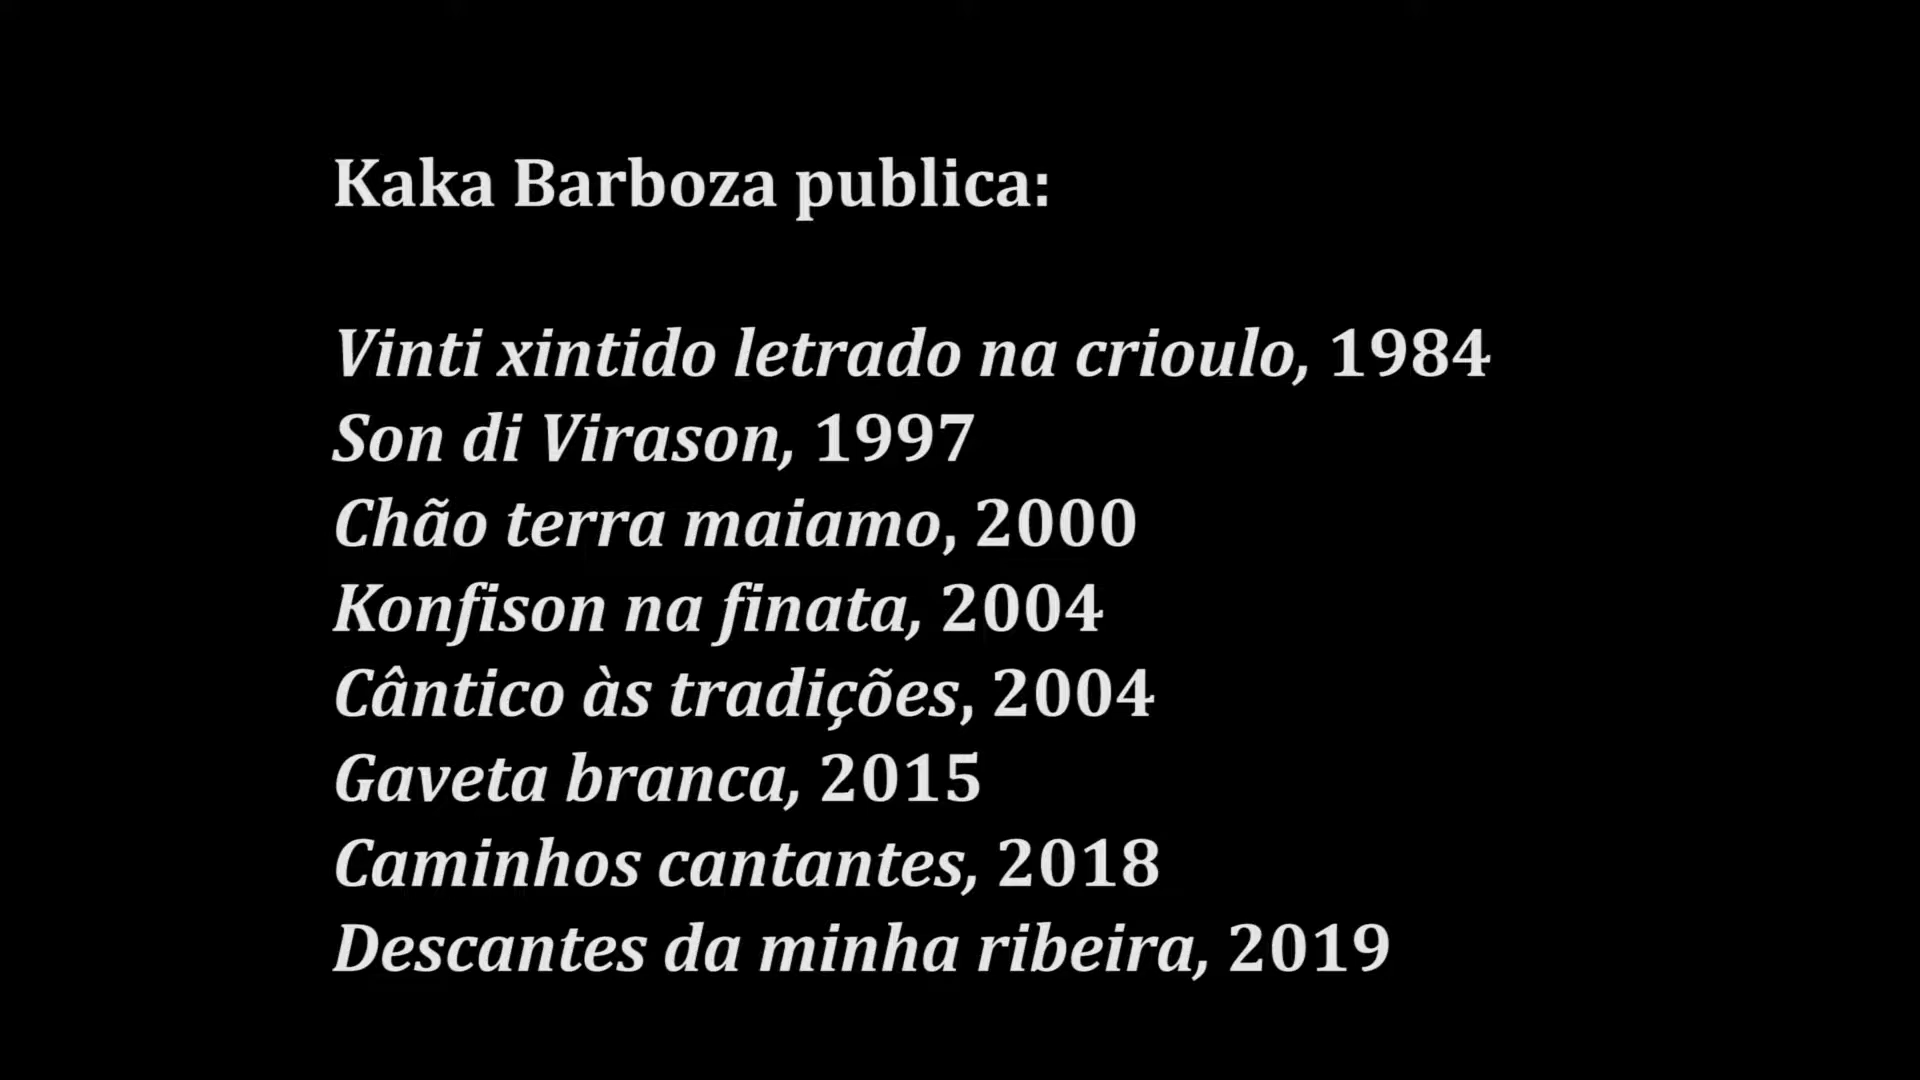 Kaka Barboza publica:
Vinti xintido letrado na crioulo, 1984
Son di Virason, 1997
Chão terra maiamo, 2000
Konfison na finata, 2004
Cântico às tradições, 2004
Gaveta branca, 2015
Caminhos cantantes, 2018
Descantes da minha ribeira, 2019